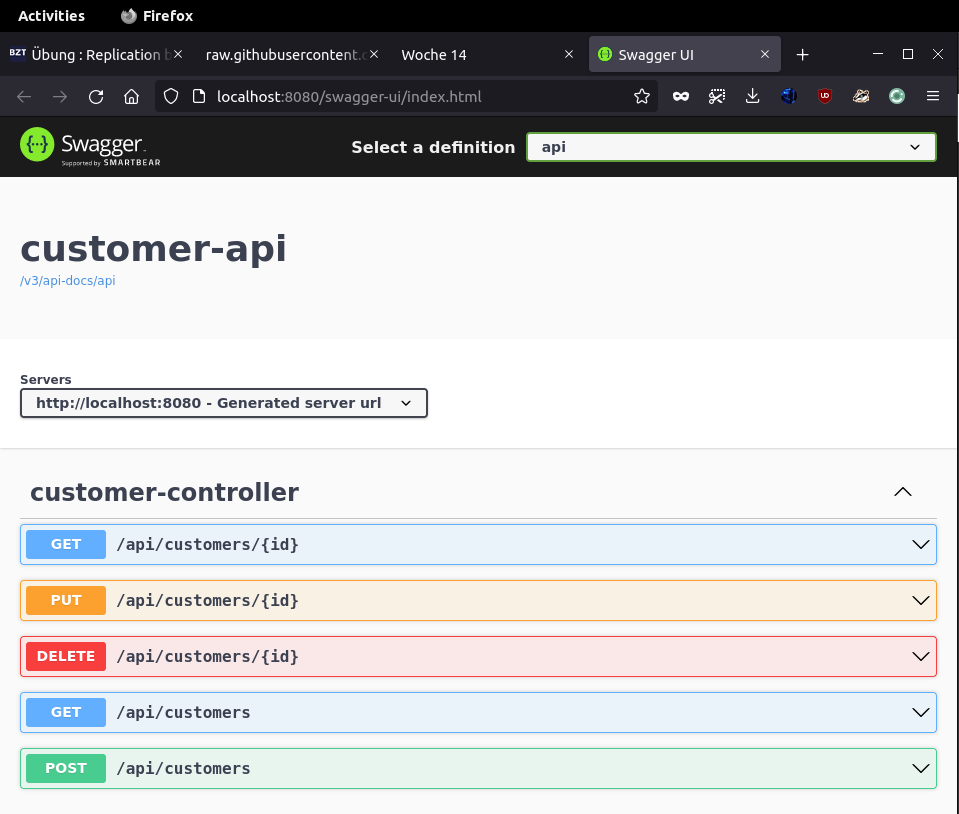 Activities Firefox
BZT Übung : Replication b raw.githubusercontent.c Woche 14 Swagger UI
localhost:8080/swagger-ui/index.html
Swagger
Supported by SMARTBEAR
Select a definition api
customer-api
/v3/api-docs/api
Servers
http://localhost:8080 - Generated server url
customer-controller
GET /api/customers/{id}
PUT /api/customers/{id}
DELETE /api/customers/{id}
GET /api/customers
POST /api/customers